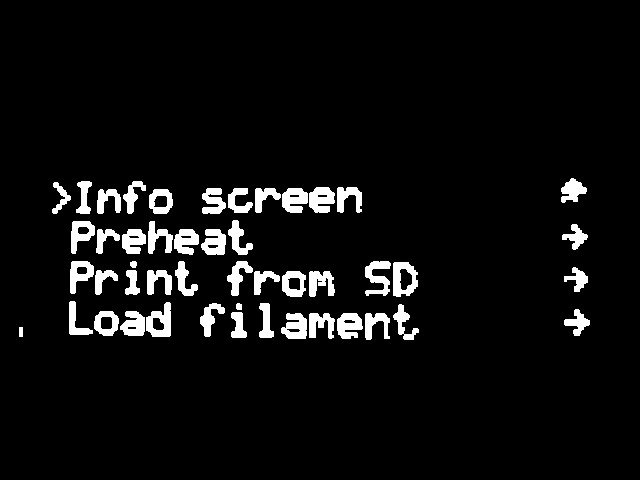 >Info screen ↑
Preheat →
Print from SD →
Load filament →